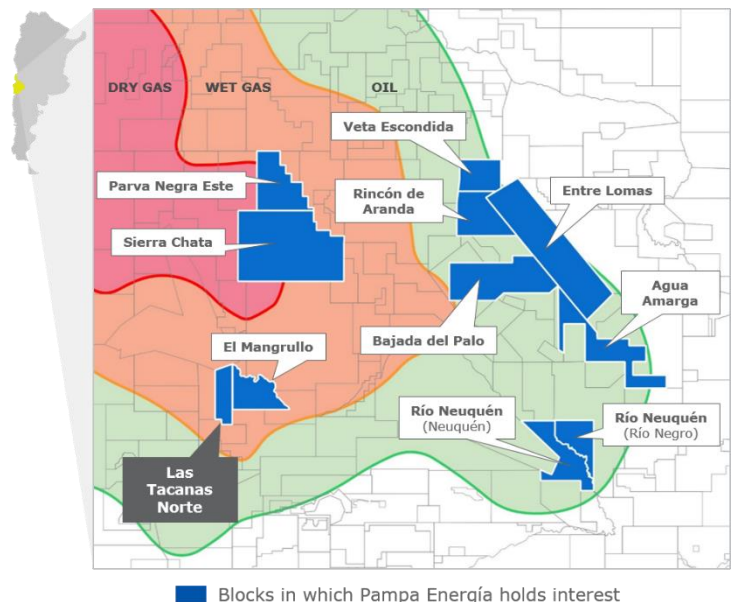 DRY GAS
WET GAS
OIL
Veta Escondida
Parva Negra Este
Rincón de
Aranda
Entre Lomas
Sierra Chata
Agua
Amarga
El Mangrullo
Bajada del Palo
Río Neuquén
(Neuquén)
Río Neuquén
(Río Negro)
Las
Tacanas
Norte
Blocks in which Pampa Energía holds interest